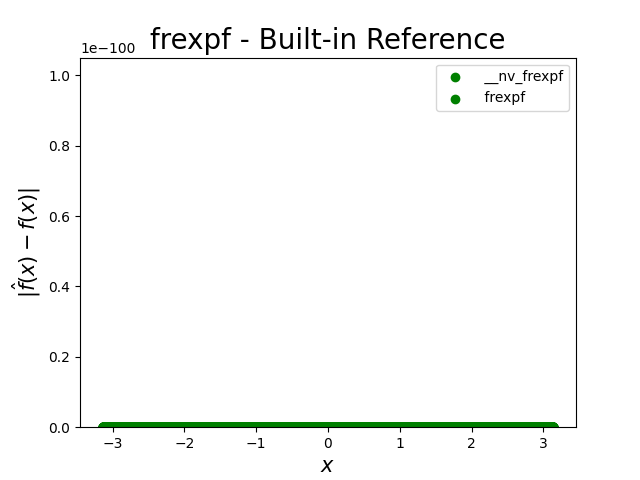 frexpf - Built-in Reference
1e−100
__nv_frexpf
frexpf
1.0
0.8
0.6
0.4
0.2
0.0
|f̂(x) − f(x)|
−3
−2
−1
0
1
2
3
x